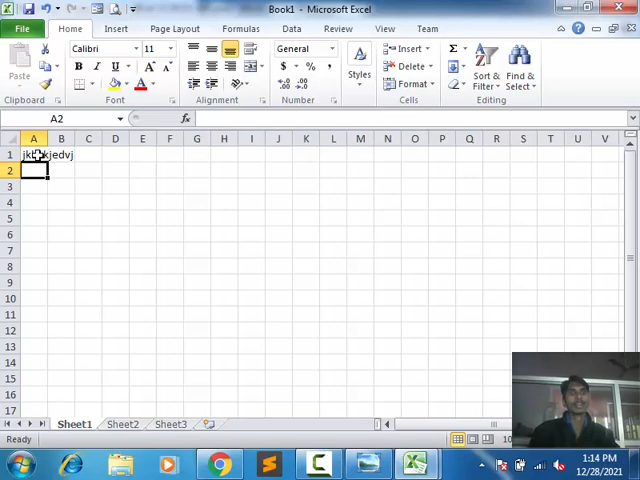 Book1 - Microsoft Excel
File Home Insert Page Layout Formulas Data Review View Team
Paste Calibri 11 General Styles Insert Delete Format Sort & Filter Find & Select
B I U A A $ % , Σ
Clipboard Font Alignment Number Cells Editing
A2 fx
A B C D E F G H I J K L M N O P Q R S T U V
1
2
3
4
5
6
7
8
9
10
11
12
13
14
15
16
17
Sheet1 Sheet2 Sheet3
Ready
1:14 PM
12/28/2021